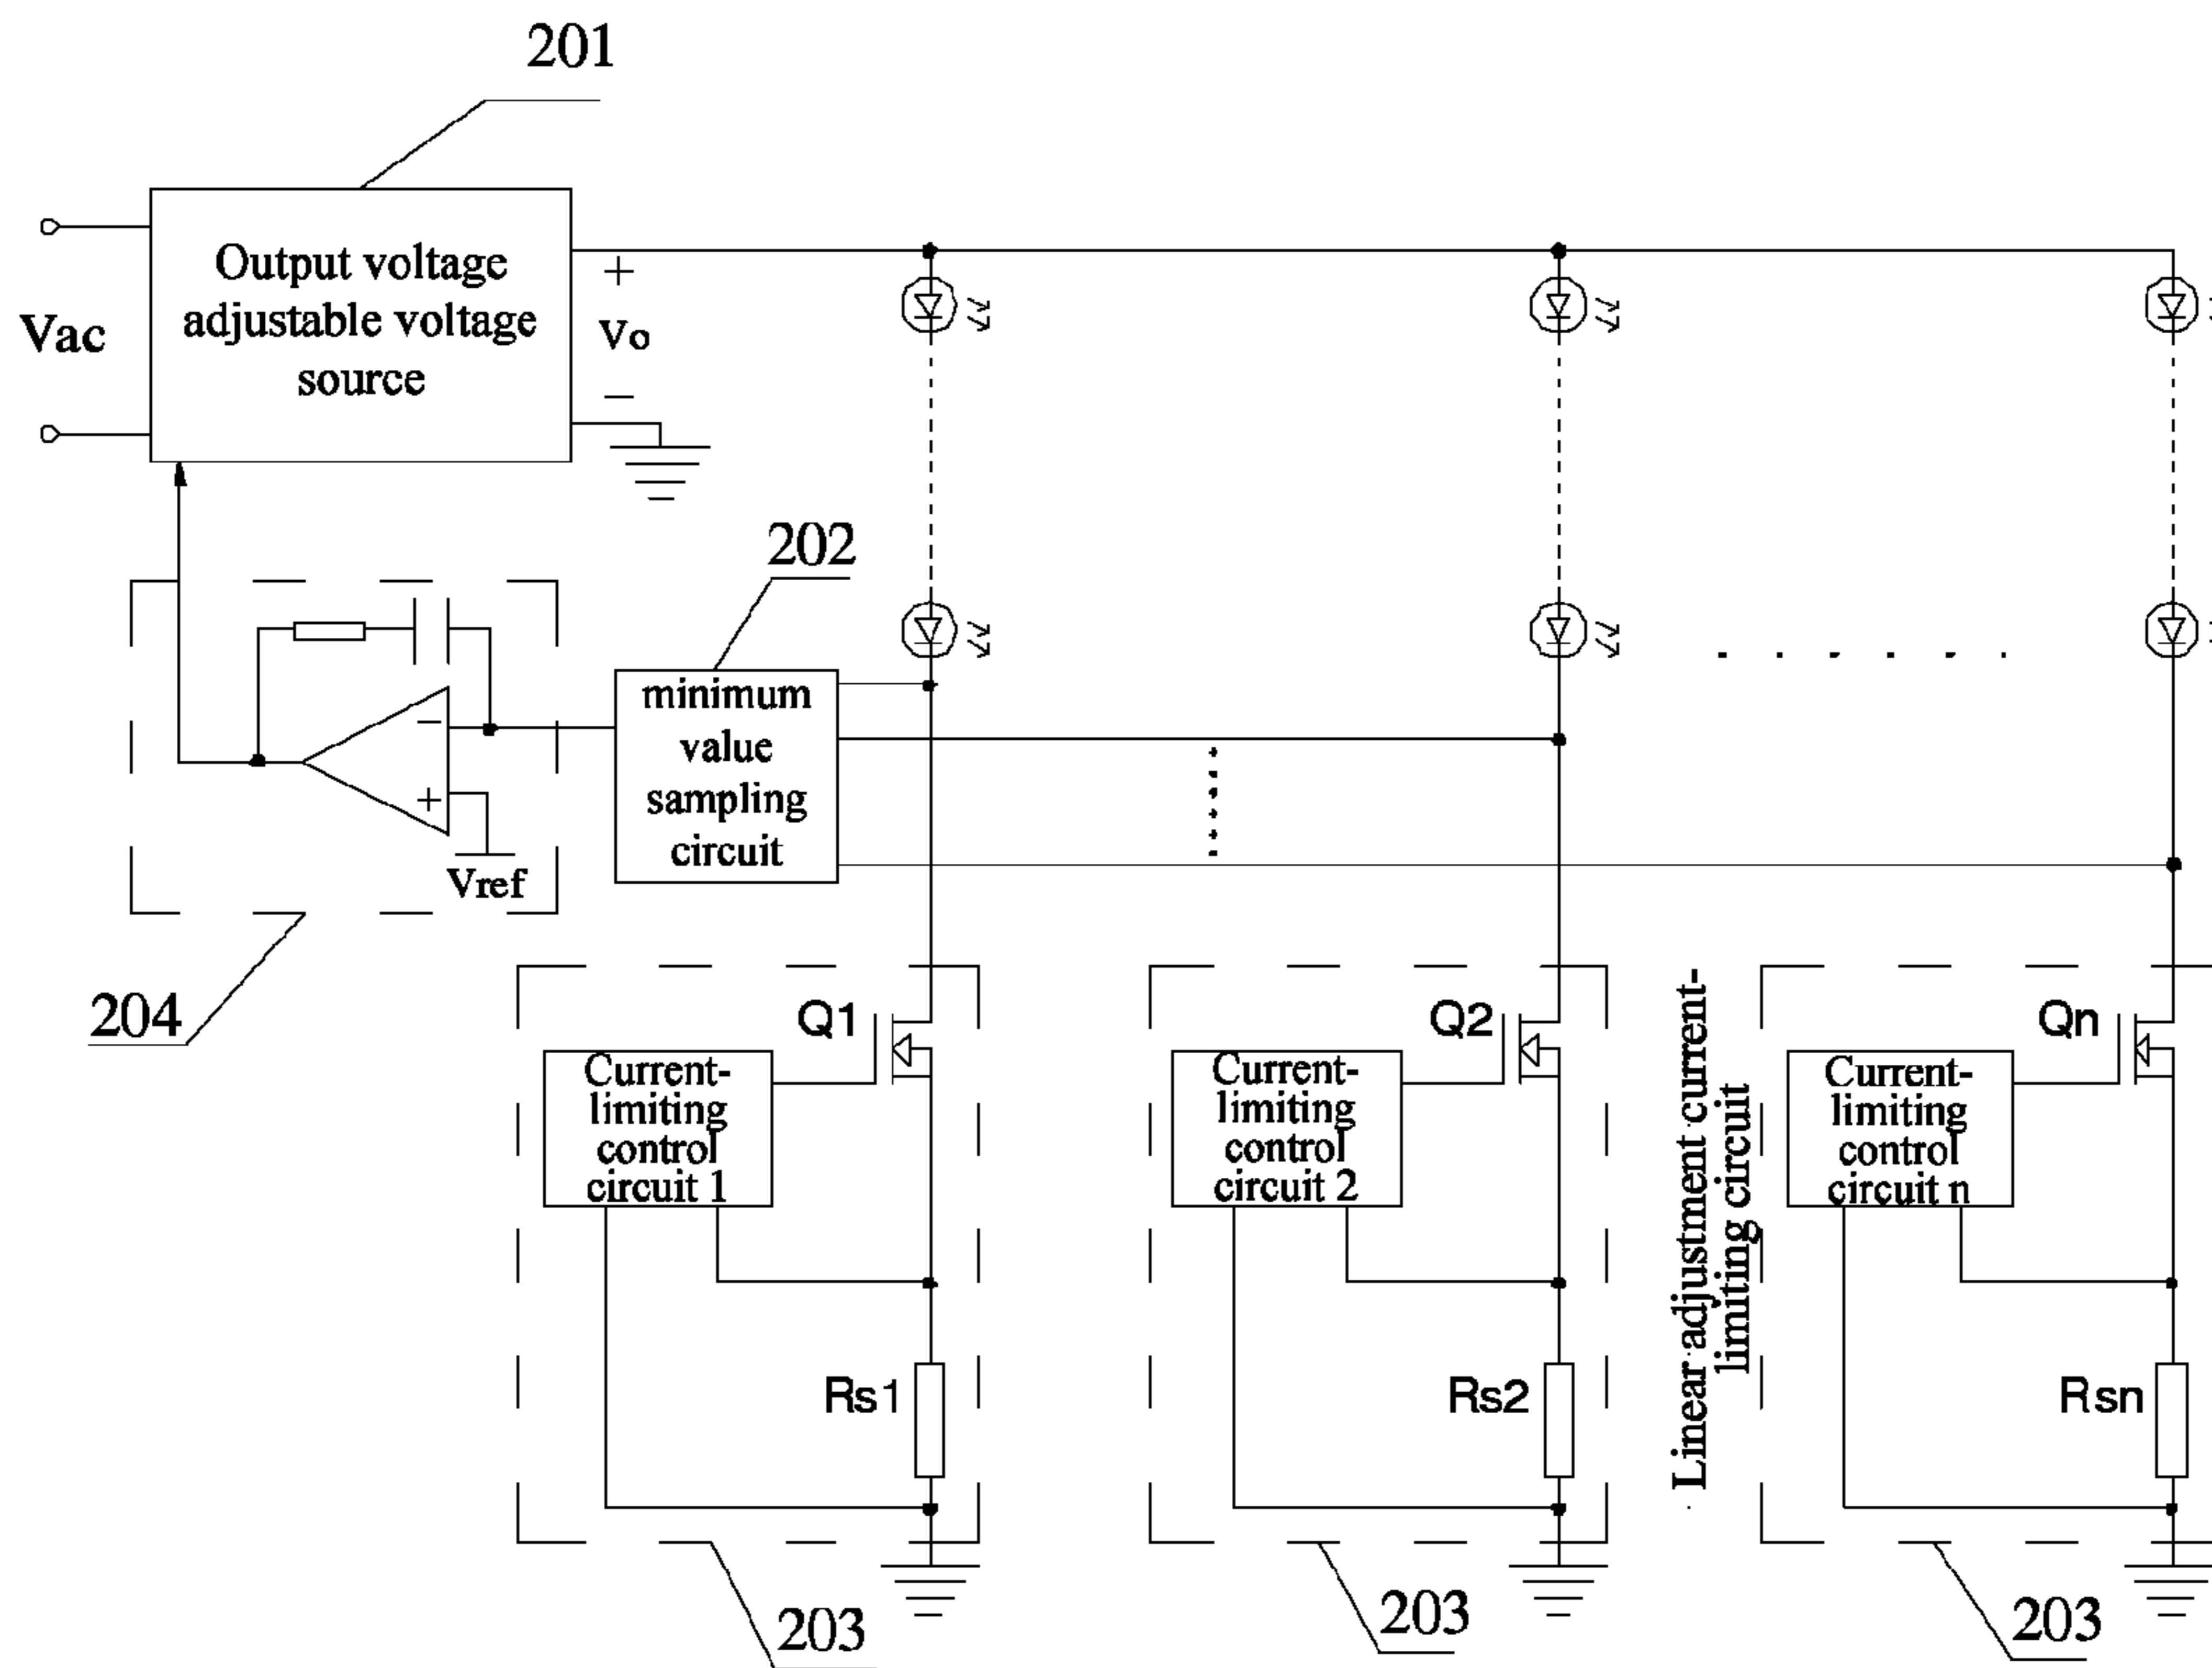 201
Output voltage
adjustable voltage
source
Vac
+
Vo
−
202
minimum
value
sampling
circuit
−
+
Vref
204
Q1
Current-
limiting
control
circuit 1
Rs1
203
Q2
Current-
limiting
control
circuit 2
Rs2
203
Linear adjustment current-
limiting circuit
Qn
Current-
limiting
control
circuit n
Rsn
203